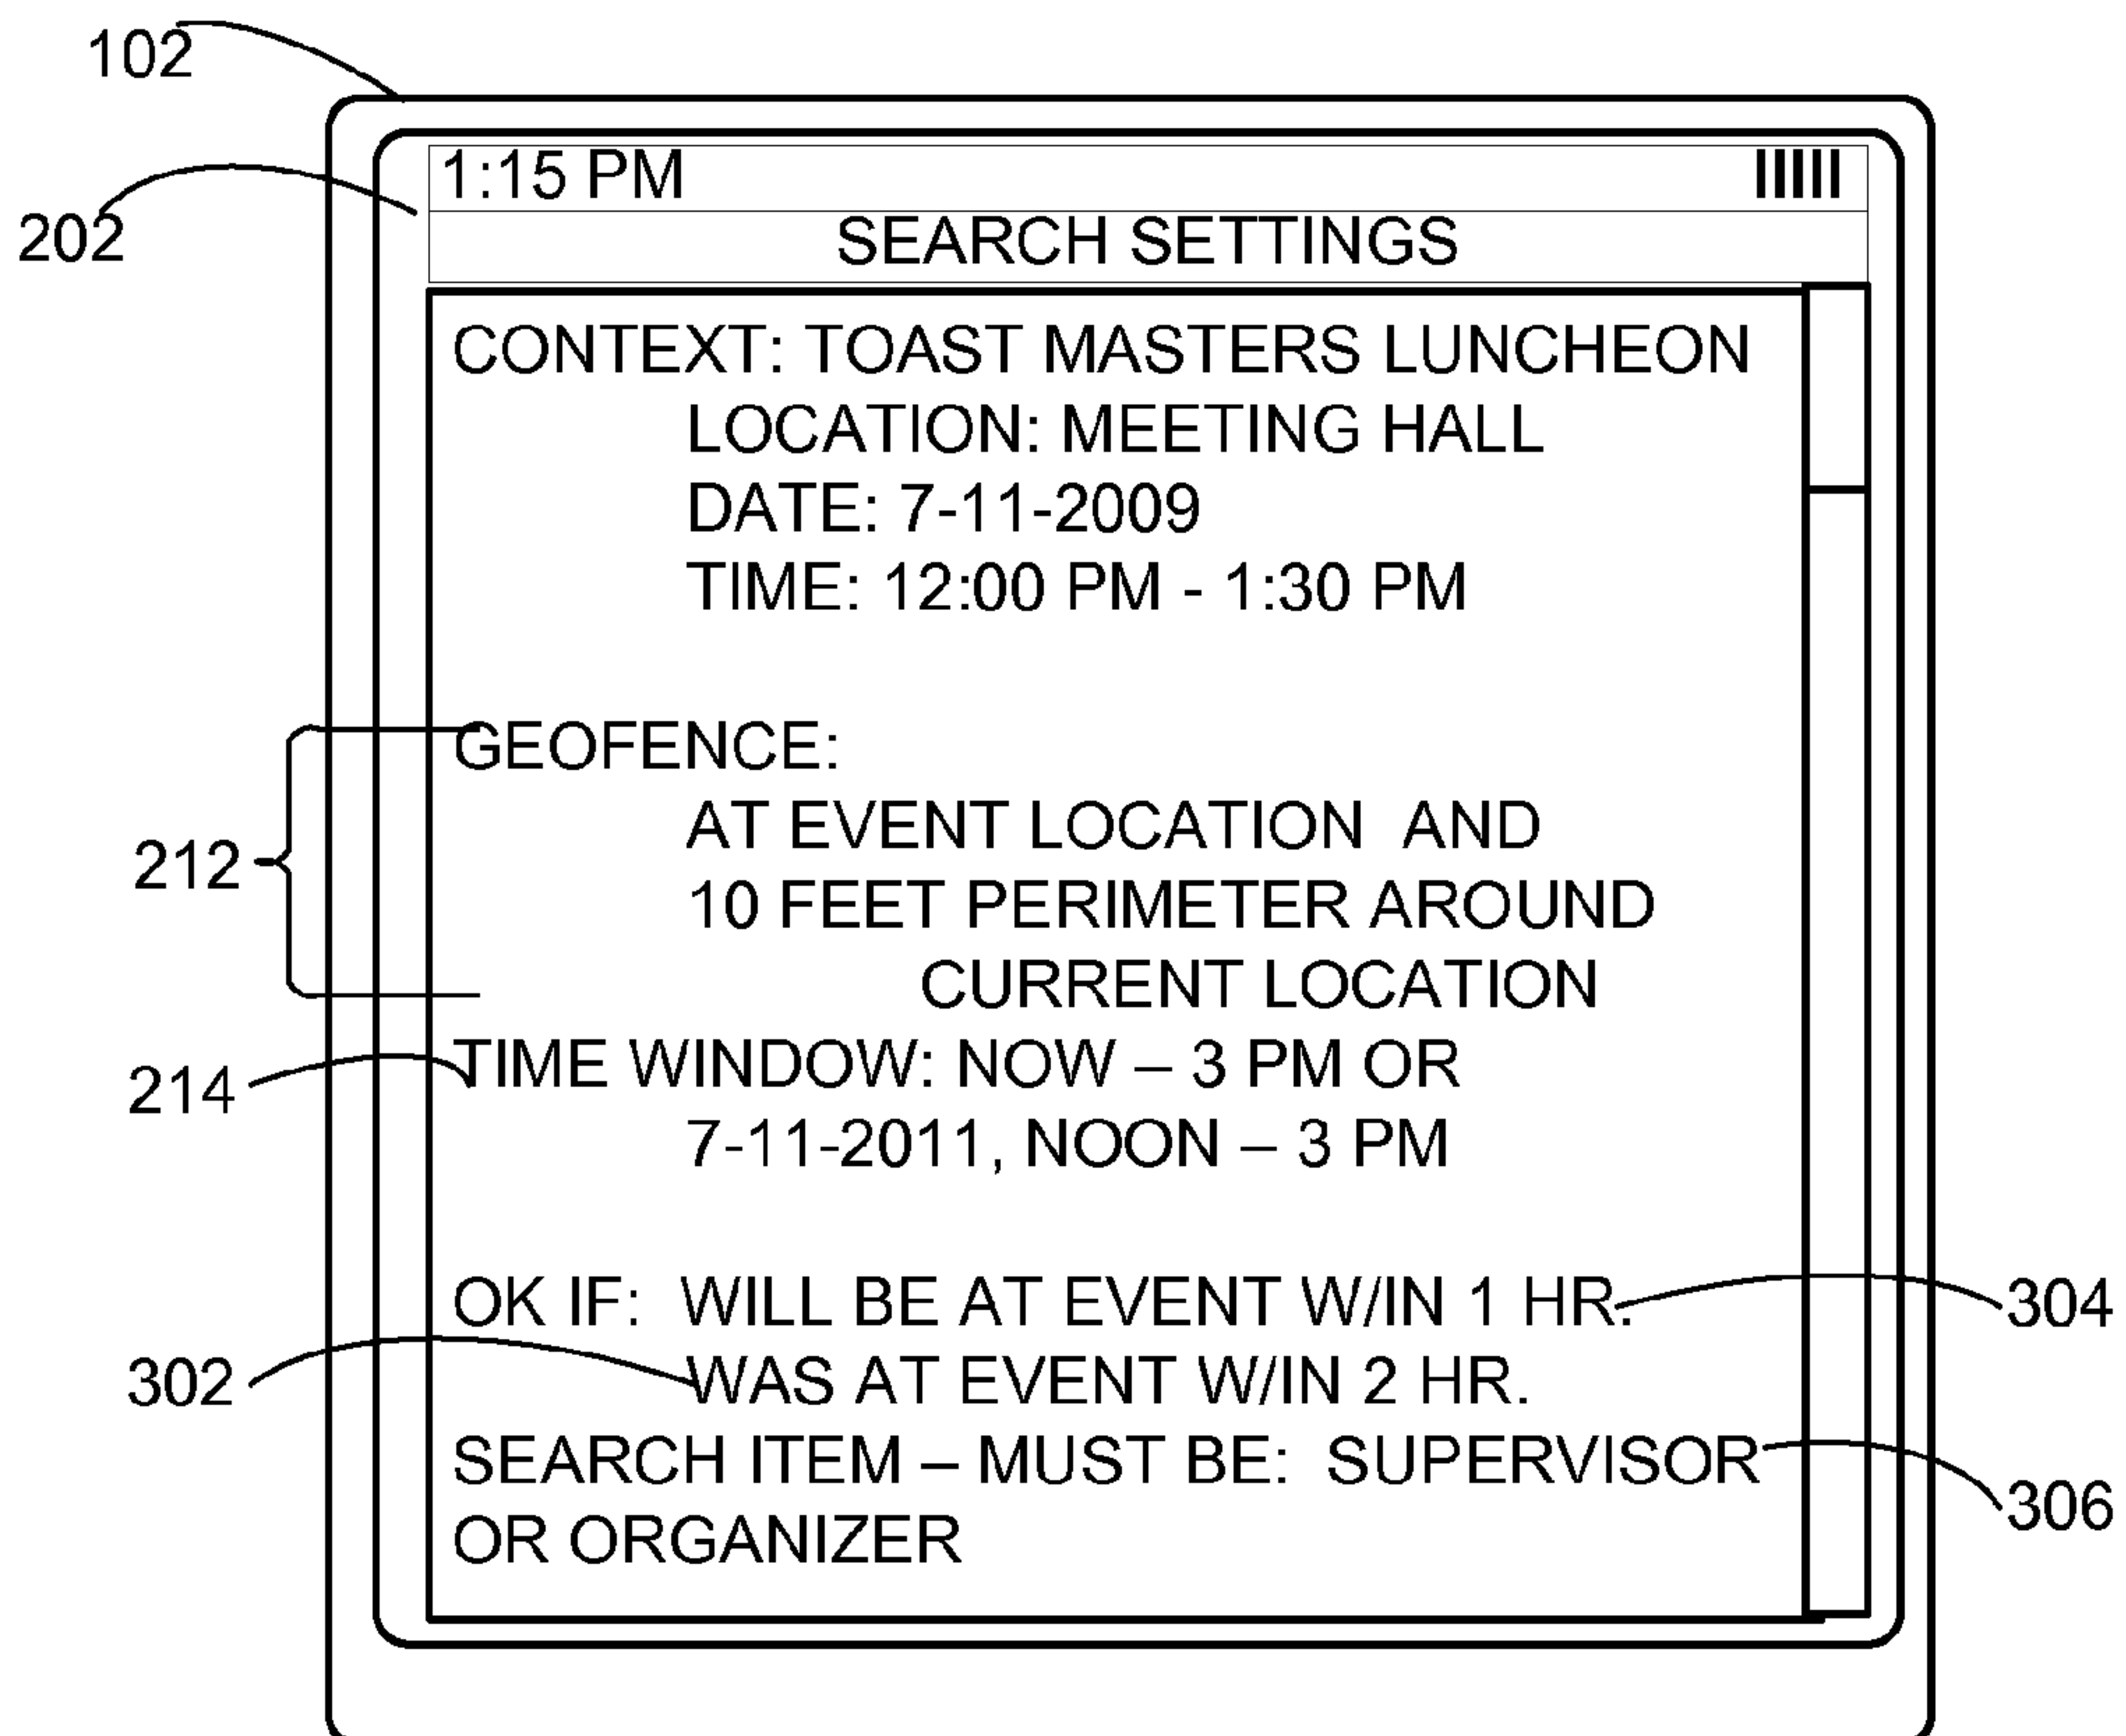 102
1:15 PM
202
SEARCH SETTINGS
CONTEXT: TOAST MASTERS LUNCHEON
LOCATION: MEETING HALL
DATE: 7-11-2009
TIME: 12:00 PM - 1:30 PM
GEOFENCE:
AT EVENT LOCATION AND
212
10 FEET PERIMETER AROUND
CURRENT LOCATION
TIME WINDOW: NOW – 3 PM OR
214
7-11-2011, NOON – 3 PM
OK IF: WILL BE AT EVENT W/IN 1 HR.
304
302
WAS AT EVENT W/IN 2 HR.
SEARCH ITEM – MUST BE: SUPERVISOR
306
OR ORGANIZER